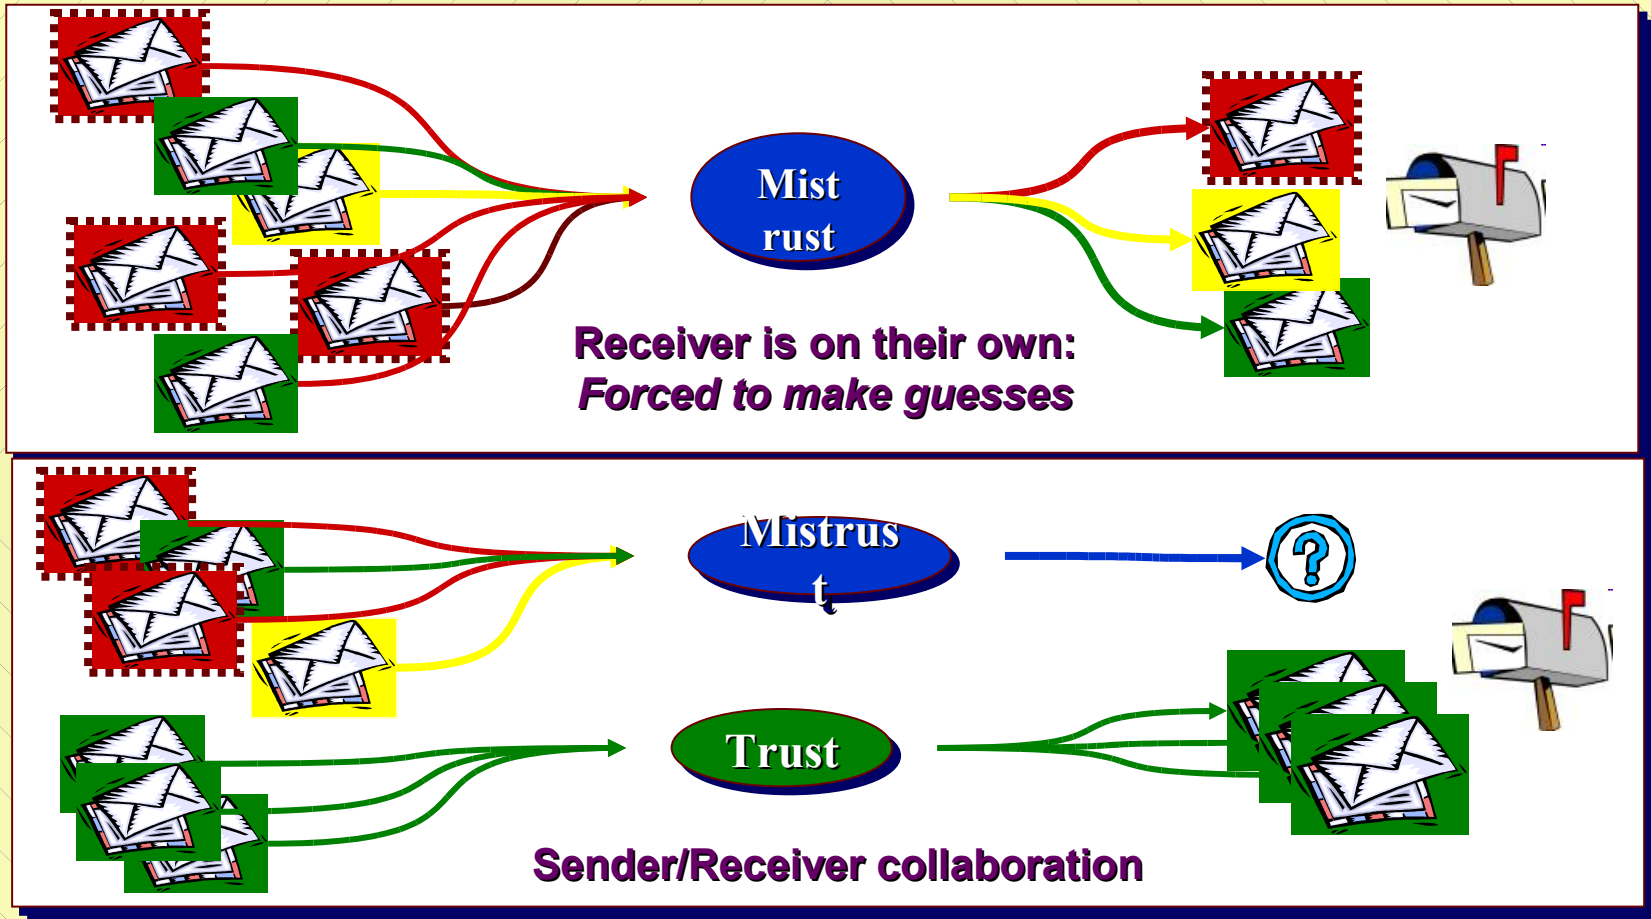 Mist
rust
Receiver is on their own:
Forced to make guesses
Mistrus
t
?
Trust
Sender/Receiver collaboration